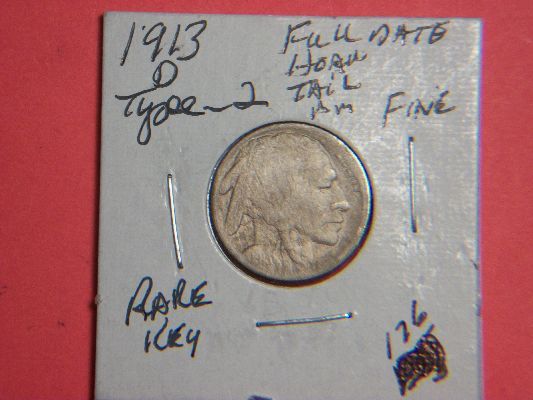 1913
D
Type-2
FULL DATE
HORN
TAIL
FINE
RARE
KEY
176